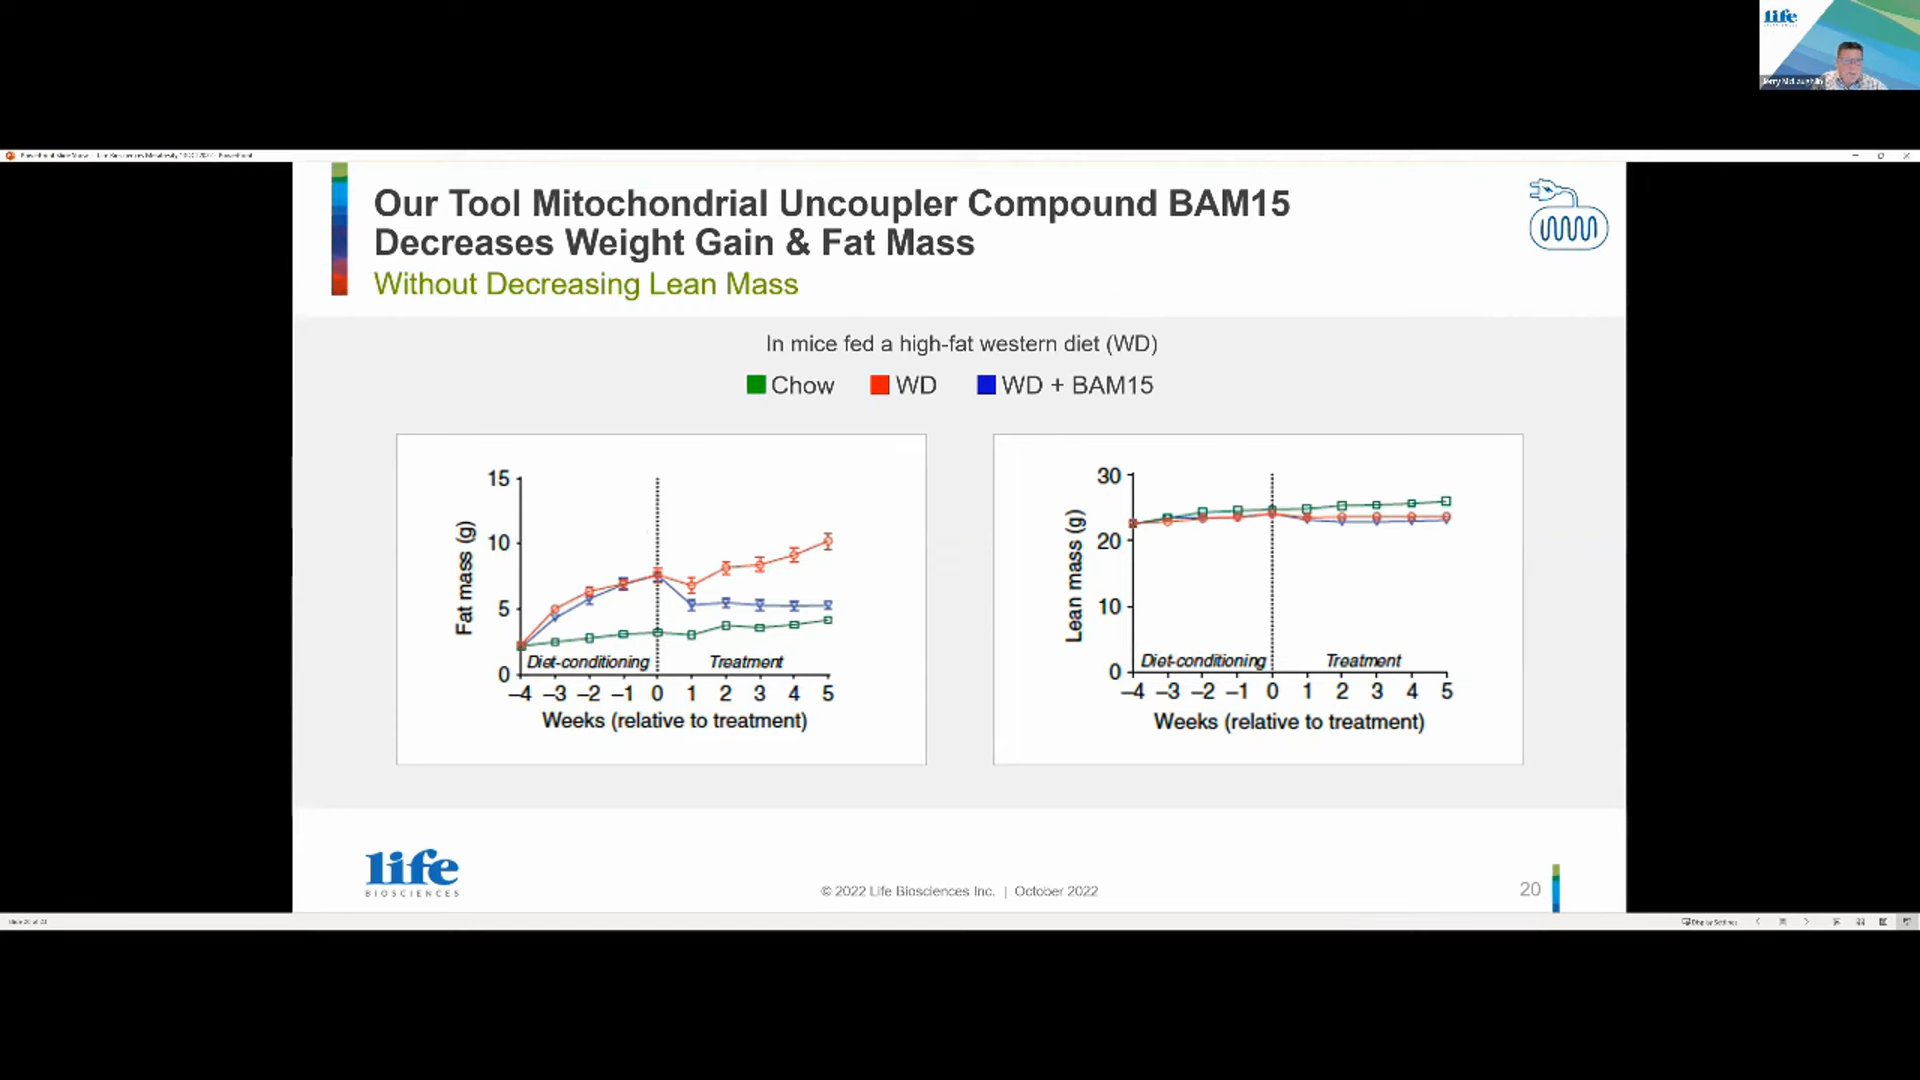 life
Jerry McLaughlin
Our Tool Mitochondrial Uncoupler Compound BAM15
Decreases Weight Gain & Fat Mass
Without Decreasing Lean Mass
In mice fed a high-fat western diet (WD)
Chow WD WD + BAM15
15
10
5
0
Fat mass (g)
Diet-conditioning Treatment
–4 –3 –2 –1 0 1 2 3 4 5
Weeks (relative to treatment)
30
20
10
0
Lean mass (g)
Diet-conditioning Treatment
–4 –3 –2 –1 0 1 2 3 4 5
Weeks (relative to treatment)
life
BIOSCIENCES
© 2022 Life Biosciences Inc. | October 2022
20
Display Settings